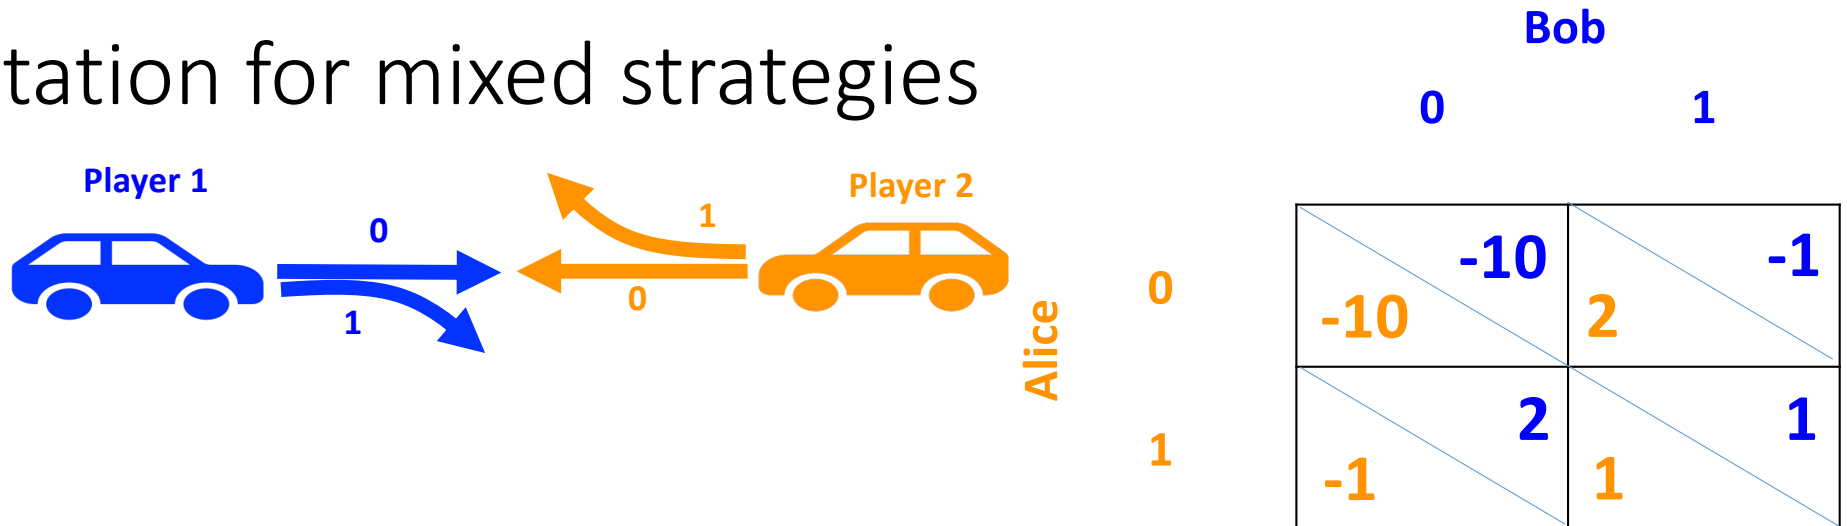 tation for mixed strategies
Player 1
Player 2
0
1
1
0
Bob
0 1
Alice
0
-10 -10
2 -1
1
-1 2
1 1